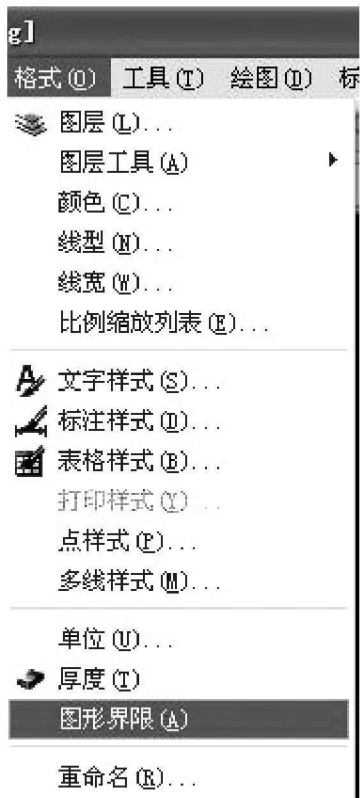 g]
格式(O) 工具(T) 绘图(D) 标
图层(L)...
图层工具(A)
颜色(C)...
线型(N)...
线宽(W)...
比例缩放列表(E)...
文字样式(S)...
标注样式(D)...
表格样式(B)...
打印样式(Y)...
点样式(P)...
多线样式(M)...
单位(U)...
厚度(T)
图形界限(A)
重命名(R)...